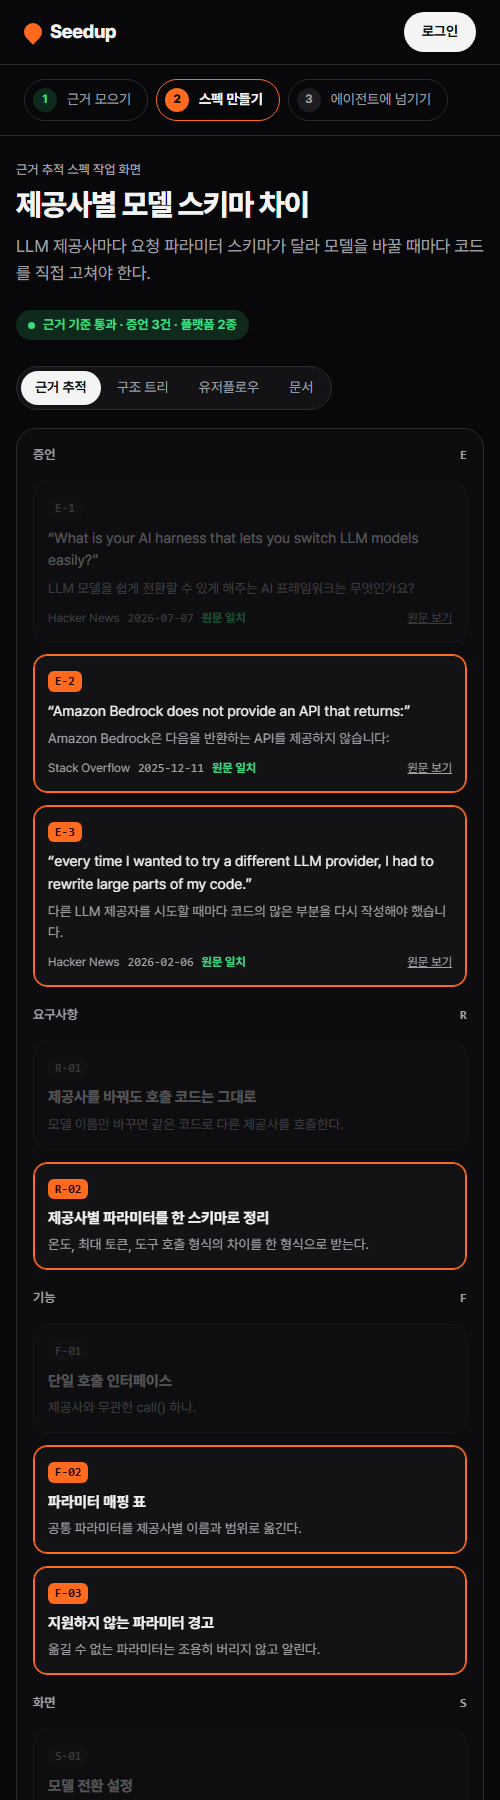 Seedup
로그인
1 근거 모으기
2 스펙 만들기
3 에이전트에 넘기기
근거 추적 스펙 작업 화면
제공사별 모델 스키마 차이
LLM 제공사마다 요청 파라미터 스키마가 달라 모델을 바꿀 때마다 코드
를 직접 고쳐야 한다.
근거 기준 통과 · 증언 3건 · 플랫폼 2종
근거 추적
구조 트리
유저플로우
문서
증언 E
E-1
“What is your AI harness that lets you switch LLM models
easily?”
LLM 모델을 쉽게 전환할 수 있게 해주는 AI 프레임워크는 무엇인가요?
Hacker News 2026-07-07 원문 일치 원문 보기
E-2
“Amazon Bedrock does not provide an API that returns:”
Amazon Bedrock은 다음을 반환하는 API를 제공하지 않습니다:
Stack Overflow 2025-12-11 원문 일치 원문 보기
E-3
“every time I wanted to try a different LLM provider, I had to
rewrite large parts of my code.”
다른 LLM 제공자를 시도할 때마다 코드의 많은 부분을 다시 작성해야 했습니
다.
Hacker News 2026-02-06 원문 일치 원문 보기
요구사항 R
R-01
제공사를 바꿔도 호출 코드는 그대로
모델 이름만 바꾸면 같은 코드로 다른 제공사를 호출한다.
R-02
제공사별 파라미터를 한 스키마로 정리
온도, 최대 토큰, 도구 호출 형식의 차이를 한 형식으로 받는다.
기능 F
F-01
단일 호출 인터페이스
제공사와 무관한 call() 하나.
F-02
파라미터 매핑 표
공통 파라미터를 제공사별 이름과 범위로 옮긴다.
F-03
지원하지 않는 파라미터 경고
옮길 수 없는 파라미터는 조용히 버리지 않고 알린다.
화면 S
S-01
모델 전환 설정